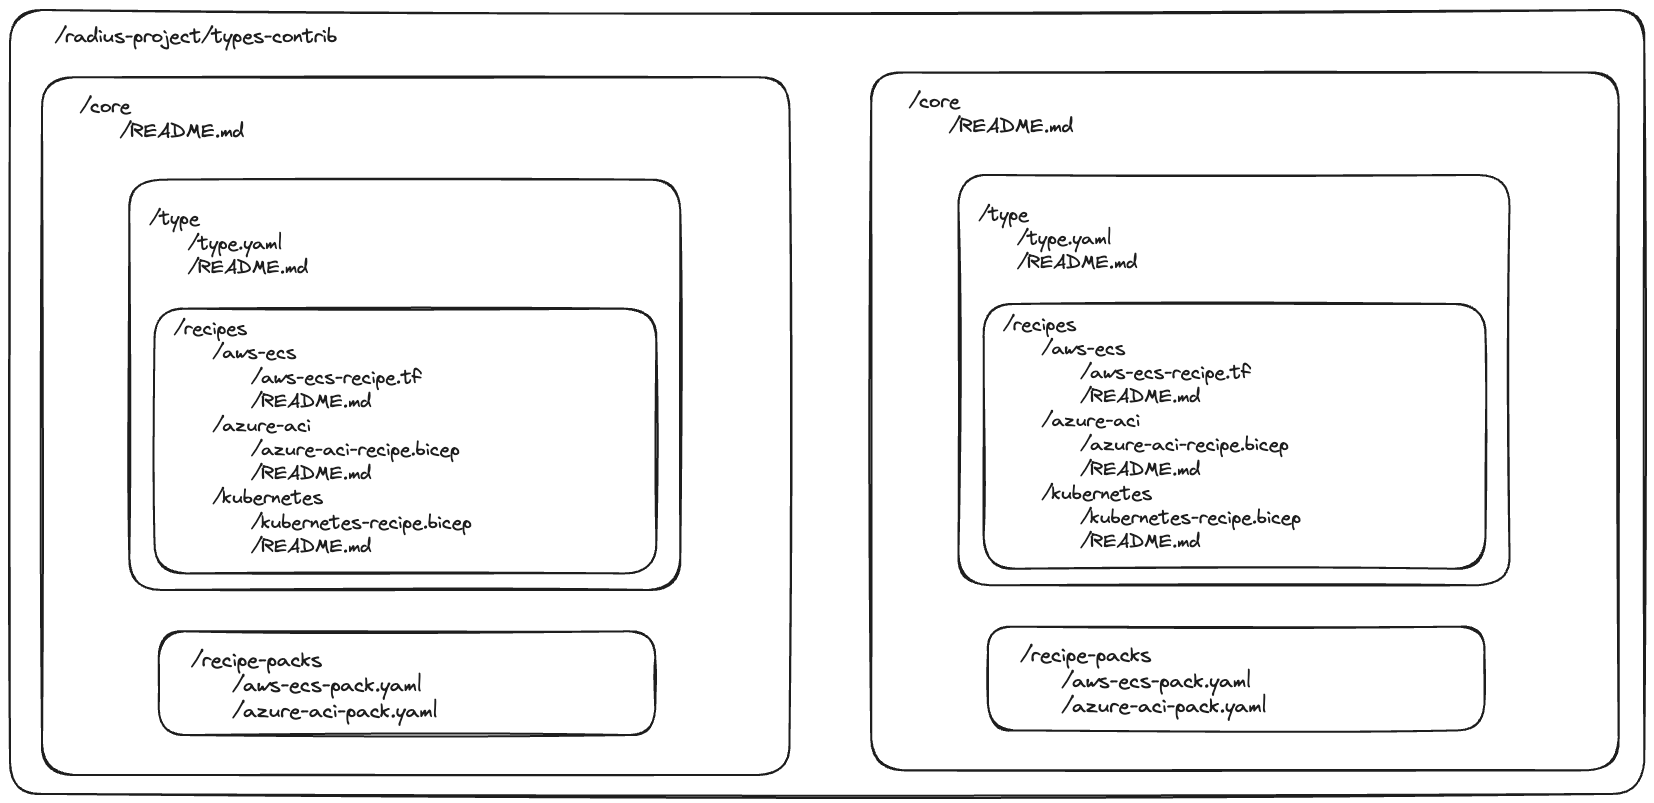 /radius-project/types-contrib
/core
/README.md
/type
/type.yaml
/README.md
/recipes
/aws-ecs
/aws-ecs-recipe.tf
/README.md
/azure-aci
/azure-aci-recipe.bicep
/README.md
/kubernetes
/kubernetes-recipe.bicep
/README.md
/recipe-packs
/aws-ecs-pack.yaml
/azure-aci-pack.yaml
/core
/README.md
/type
/type.yaml
/README.md
/recipes
/aws-ecs
/aws-ecs-recipe.tf
/README.md
/azure-aci
/azure-aci-recipe.bicep
/README.md
/kubernetes
/kubernetes-recipe.bicep
/README.md
/recipe-packs
/aws-ecs-pack.yaml
/azure-aci-pack.yaml